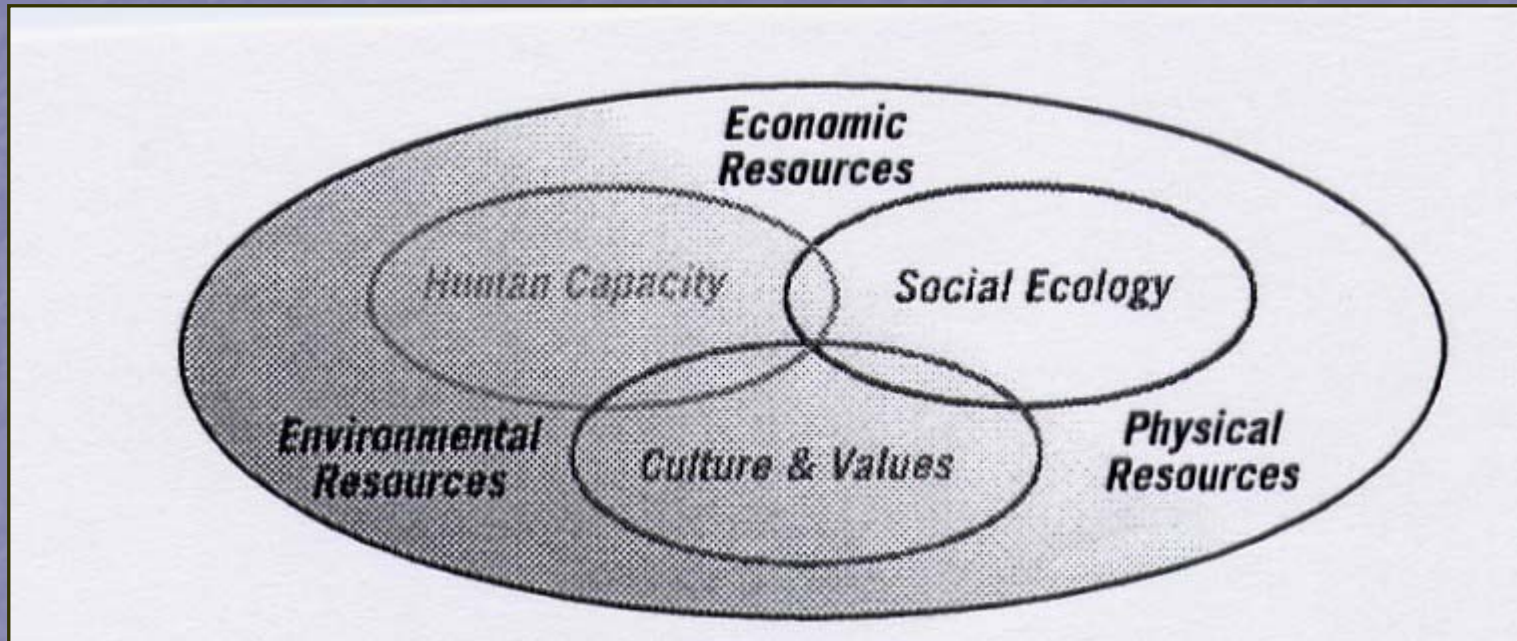 Economic
Resources
Human Capacity
Social Ecology
Environmental
Resources
Culture & Values
Physical
Resources